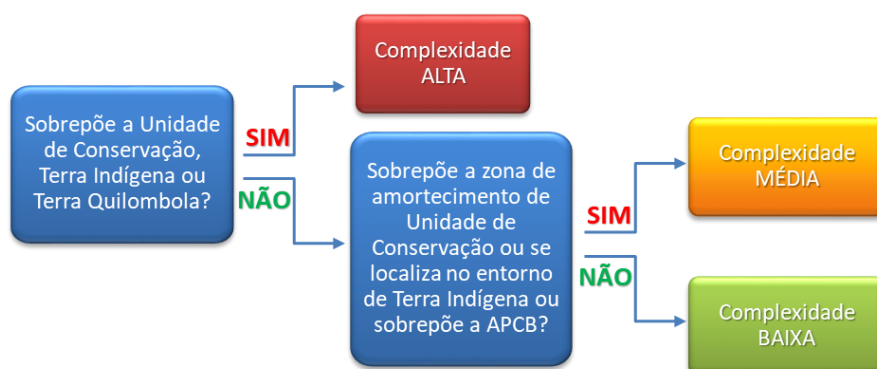 Sobrepõe a Unidade
de Conservação,
Terra Indígena ou
Terra Quilombola?
SIM
NÃO
Complexidade
ALTA
Sobrepõe a zona de
amortecimento de
Unidade de
Conservação ou se
localiza no entorno
de Terra Indígena ou
sobrepõe a APCB?
SIM
NÃO
Complexidade
MÉDIA
Complexidade
BAIXA